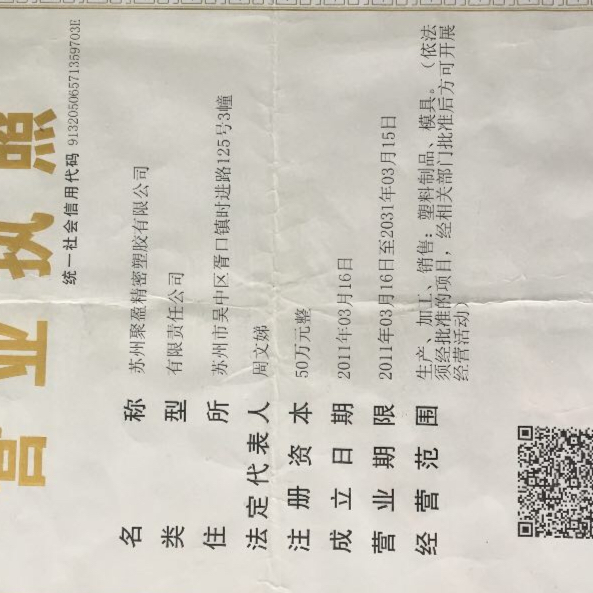 营业执照
统一社会信用代码 91320506571359703E
名称 苏州聚盈精密塑胶有限公司
类型 有限责任公司
住所 苏州市吴中区胥口镇时进路125号3幢
法定代表人 周文娣
注册资本 50万元整
成立日期 2011年03月16日
营业期限 2011年03月16日至2031年03月15日
经营范围 生产、加工、销售：塑料制品、模具。（依法
须经批准的项目，经相关部门批准后方可开展
经营活动）